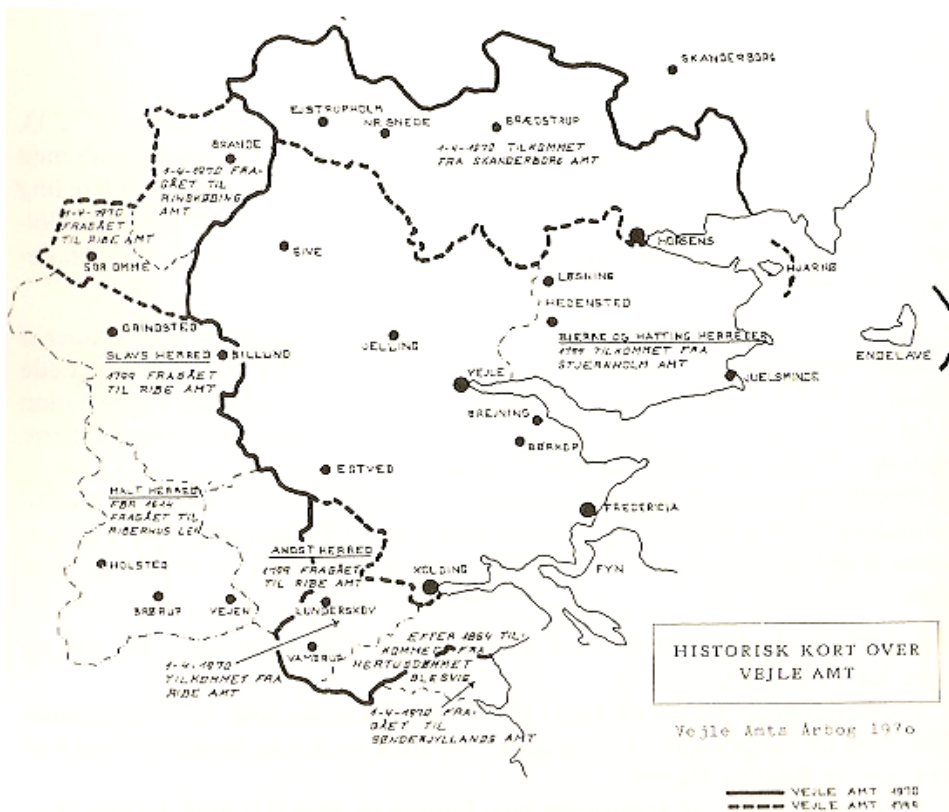 SKANDERBORG
EJSTRUPHOLM
NR. SNEDE
BRÆDSTRUP
1-4-1970 TILKOMMET
FRA SKANDERBORG AMT
BRANDE
1-4-1970 FRA-
GÅET TIL
RINGKØBING
AMT
1-4-1970
FRAGÅET
TIL RIBE AMT
SDR OMME
GIVE
HORSENS
HJARNØ
LØSNING
HEDENSTED
BJERRE OG HATTING HERREDER
1799 TILKOMMET FRA
STJERNHOLM AMT
ENDELAVE
GRINDSTED
SLAVS HERRED
1799 FRAGÅET
TIL RIBE AMT
BILLUND
JELLING
VEJLE
JUELSMINDE
BREJNING
BØRKOP
EGTVED
MALT HERRED
FØR 1614
FRAGÅET TIL
RIBERHUS LEN
FREDERICIA
ANDST HERRED
1799 FRAGÅET
TIL RIBE AMT
KOLDING
FYN
HOLSTED
BRØRUP
VEJEN
LUNDERSKOV
VAMDRUP
EFTER 1864 TIL-
KOMMET FRA
HERTUGDØMMET
SLESVIG
1-4-1970
TILKOMMET FRA
RIBE AMT
1-4-1970 FRA-
GÅET TIL
SØNDERJYLLANDS AMT
HISTORISK KORT OVER
VEJLE AMT
Vejle Amts Årbog 1970
VEJLE AMT 1970
VEJLE AMT 1799